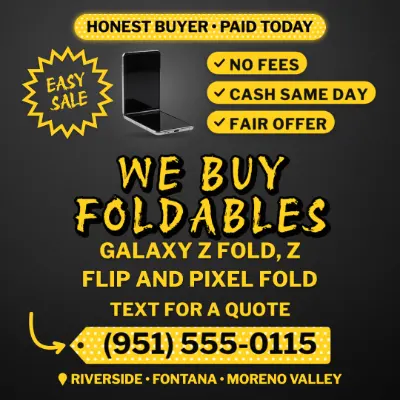 HONEST BUYER • PAID TODAY
EASY
SALE
✓ NO FEES
✓ CASH SAME DAY
✓ FAIR OFFER
WE BUY
FOLDABLES
GALAXY Z FOLD, Z
FLIP AND PIXEL FOLD
TEXT FOR A QUOTE
(951) 555-0115
RIVERSIDE • FONTANA • MORENO VALLEY